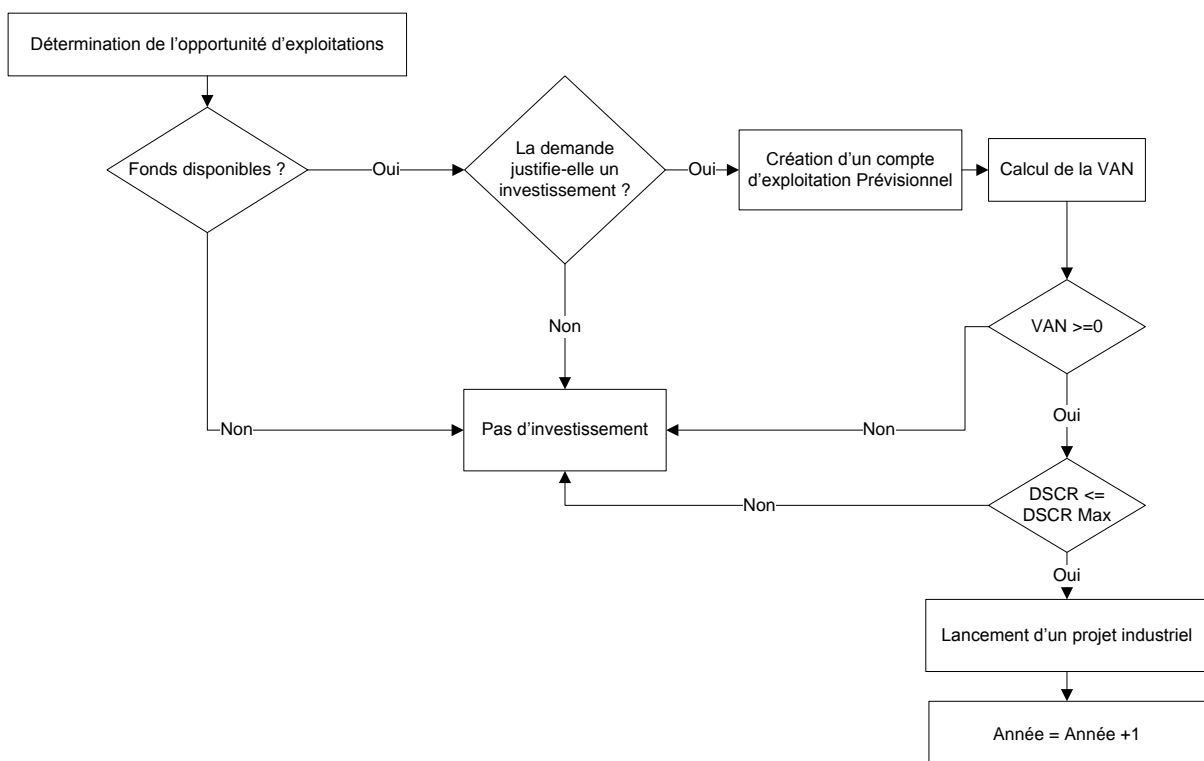 Détermination de l’opportunité d’exploitations
Fonds disponibles ?
Oui
La demande
justifie-elle un
investissement ?
Oui
Création d’un compte
d’exploitation Prévisionnel
Calcul de la VAN
Non
VAN >=0
Oui
Non
Pas d’investissement
Non
DSCR <=
DSCR Max
Non
Oui
Lancement d’un projet industriel
Année = Année +1